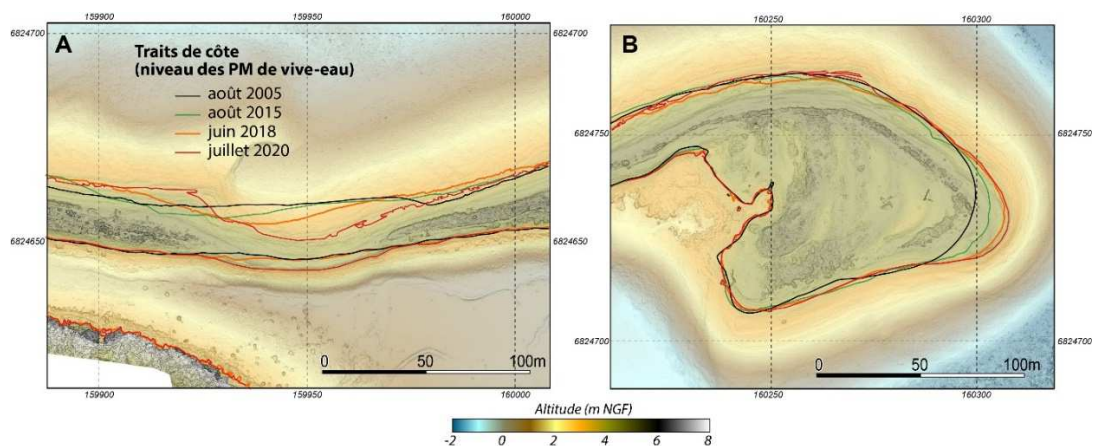 159900 159950 160000
160250 160300
6824700
A
Traits de côte
(niveau des PM de vive-eau)
août 2005
août 2015
juin 2018
juillet 2020
6824650
0 50 100m
159900 159950 160000
B
6824750 6824750
6824700 6824700
0 50 100m
160250 160300
Altitude (m NGF)
-2 0 2 4 6 8